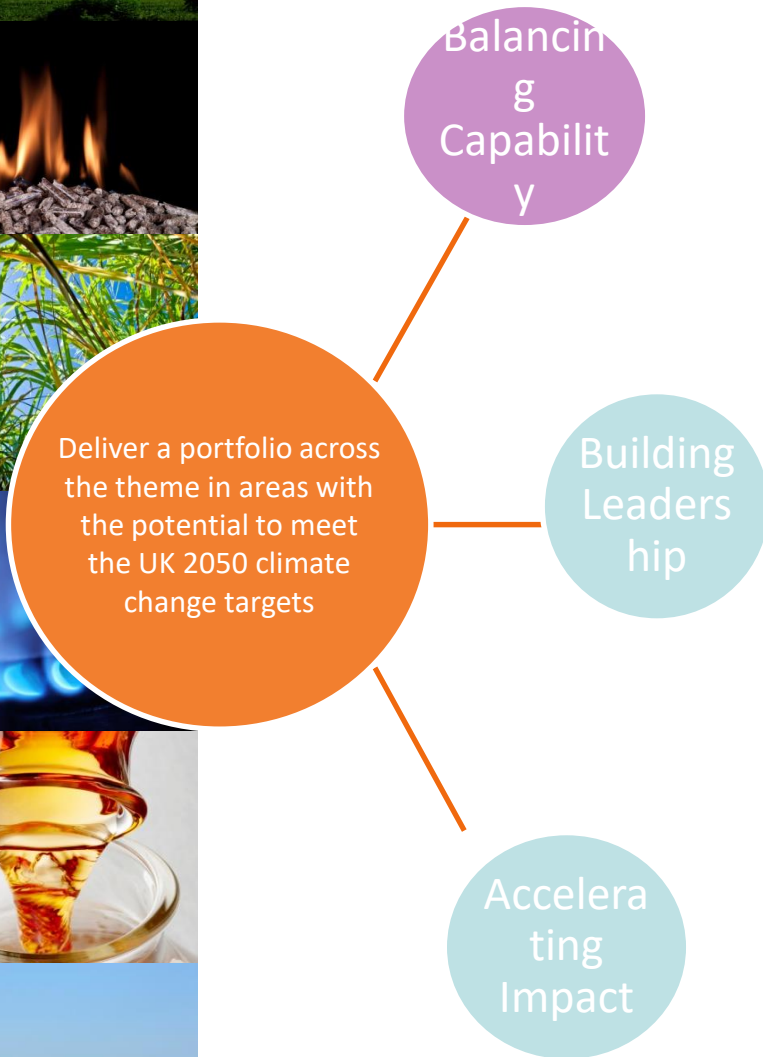 Balancin
g
Capabilit
y
Deliver a portfolio across
the theme in areas with
the potential to meet
the UK 2050 climate
change targets
Building
Leaders
hip
Accelera
ting
Impact